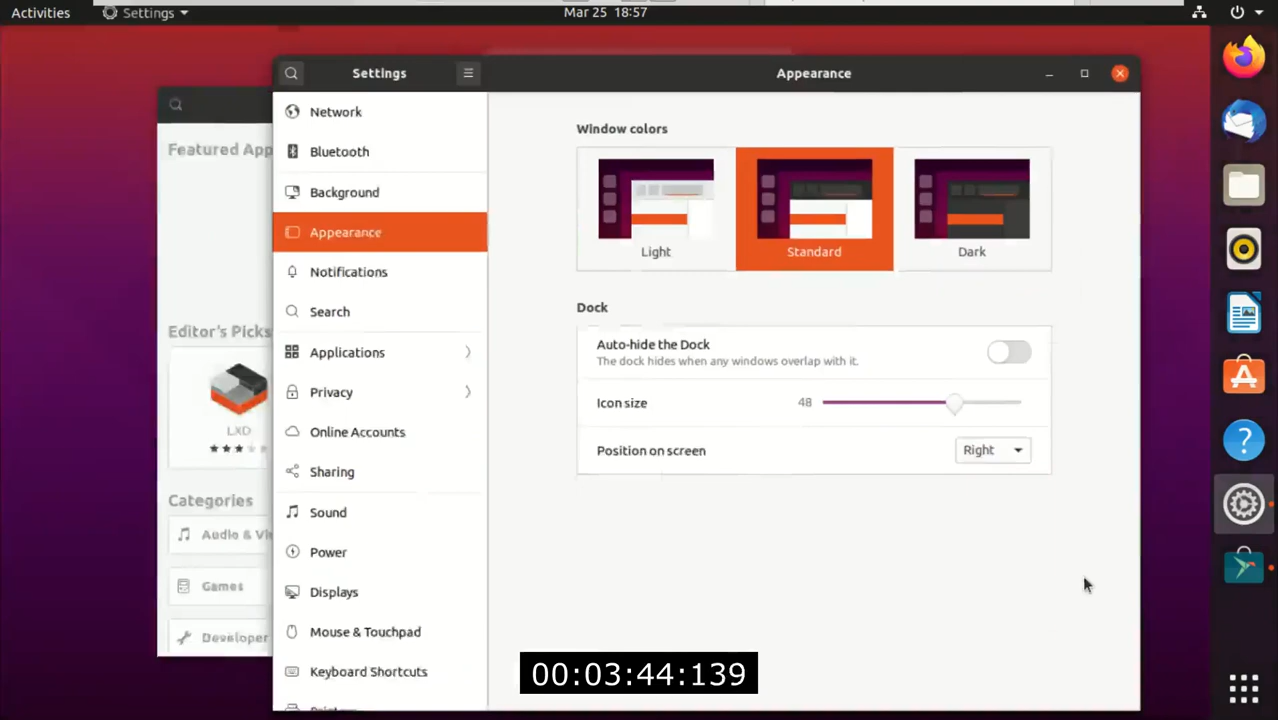 Activities
Settings
Mar 25 18:57
Settings
Appearance
Featured App
Editor's Picks
LXD
Categories
Audio & Vi
Games
Developer
Network
Bluetooth
Background
Appearance
Notifications
Search
Applications
Privacy
Online Accounts
Sharing
Sound
Power
Displays
Mouse & Touchpad
Keyboard Shortcuts
Window colors
Light
Standard
Dark
Dock
Auto-hide the Dock
The dock hides when any windows overlap with it.
Icon size
48
Position on screen
Right
00:03:44:139